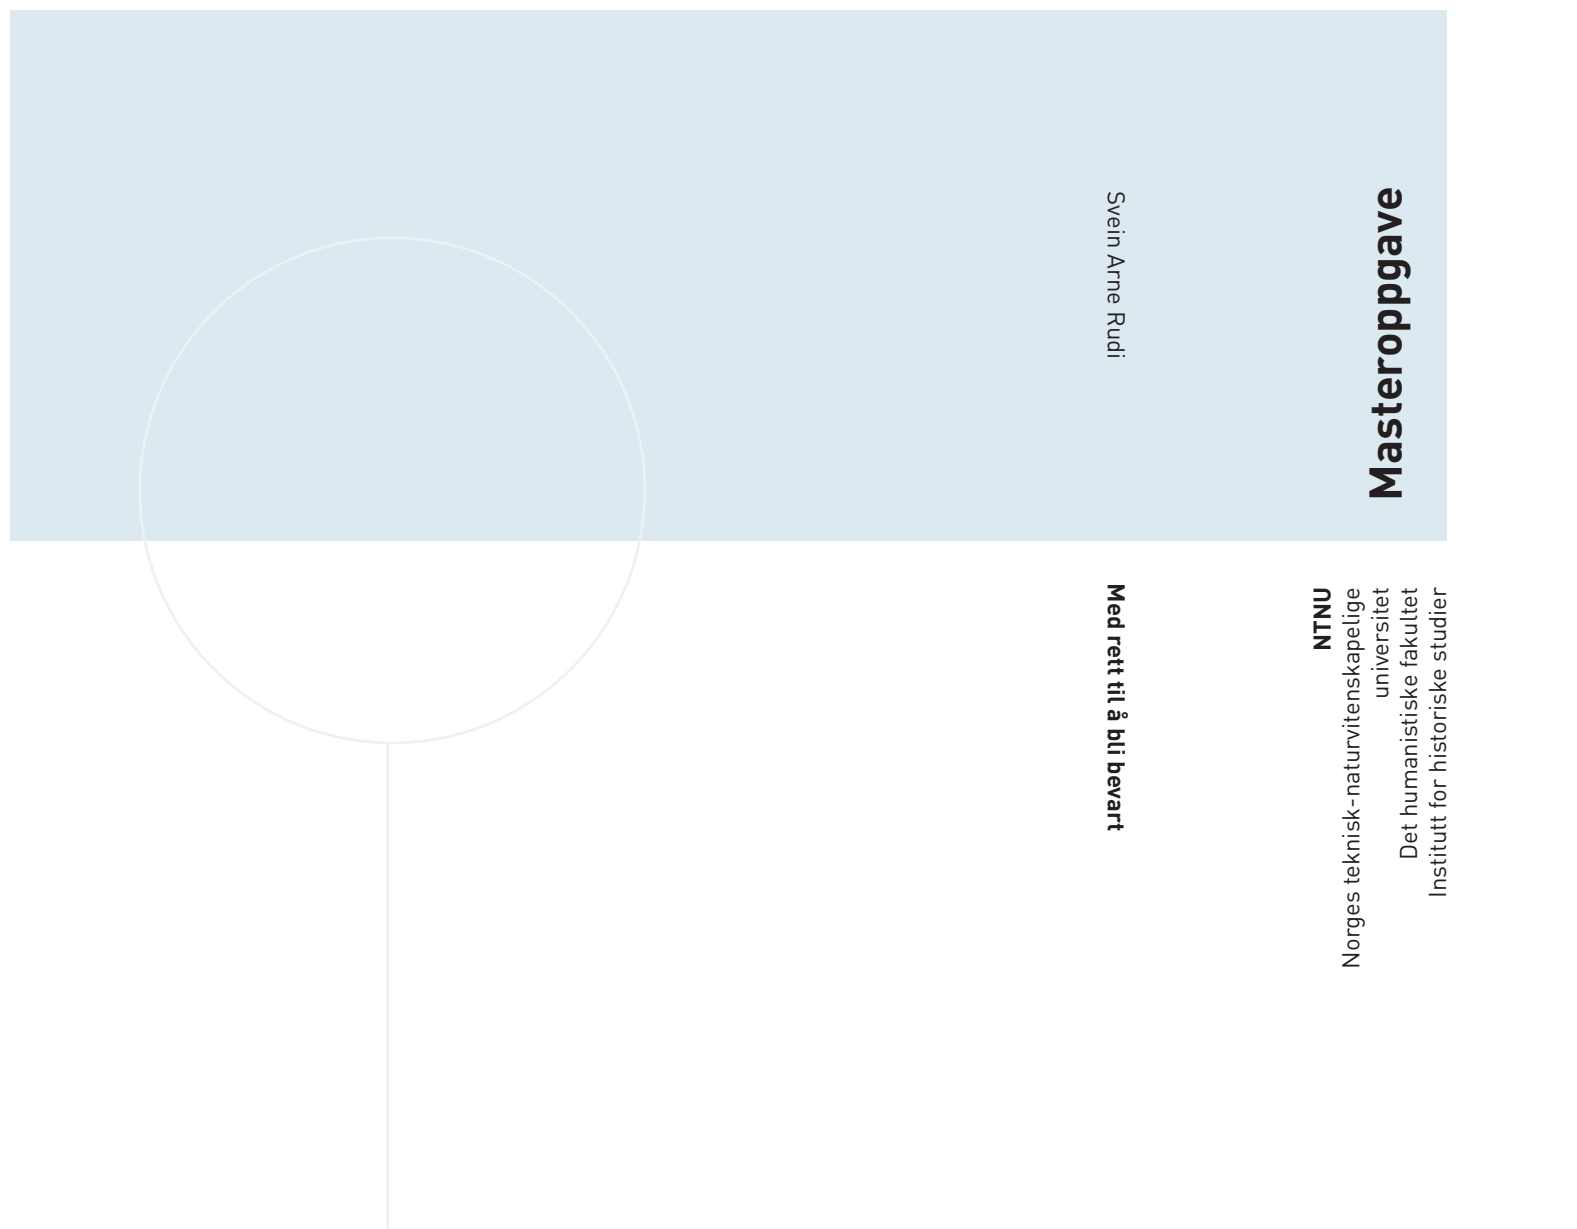 Svein Arne Rudi
Med rett til å bli bevart
NTNU
Norges teknisk-naturvitenskapelige
universitet
Det humanistiske fakultet
Institutt for historiske studier
Masteroppgave